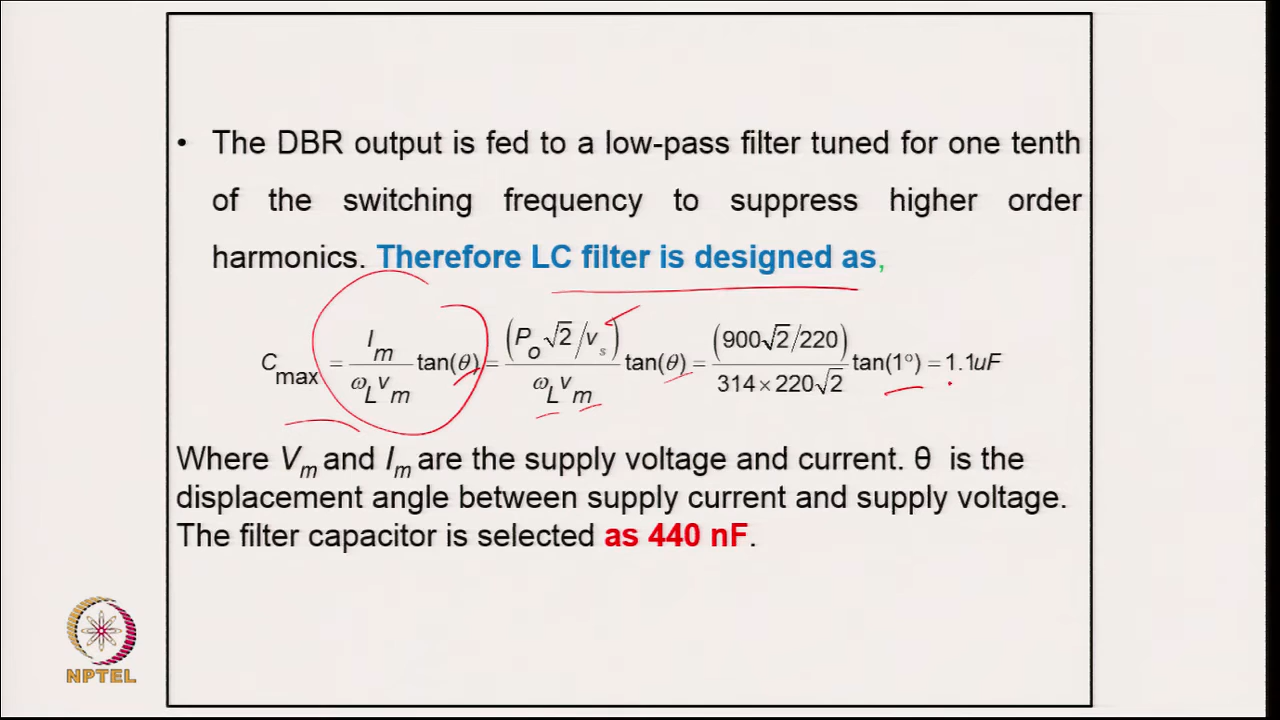 • The DBR output is fed to a low-pass filter tuned for one tenth
of the switching frequency to suppress higher order
harmonics. Therefore LC filter is designed as,
C_max = I_m / (ω_L v_m) tan(θ) = (P_o √2 / v_s) / (ω_L v_m) tan(θ) = (900√2/220) / (314×220√2) tan(1°) = 1.1uF
Where V_m and I_m are the supply voltage and current. θ is the
displacement angle between supply current and supply voltage.
The filter capacitor is selected as 440 nF.
NPTEL